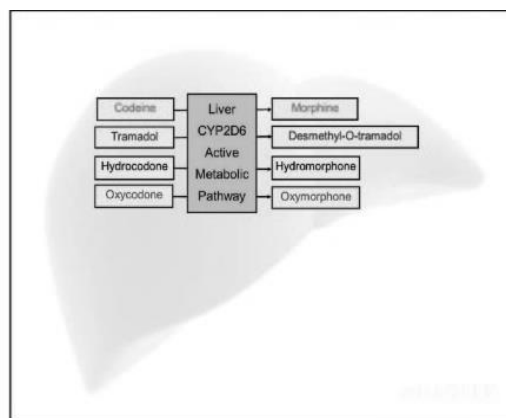 Codeine
Liver
Morphine
Tramadol
CYP2D6
Desmethyl-O-tramadol
Active
Hydrocodone
Hydromorphone
Metabolic
Oxycodone
Pathway
Oxymorphone